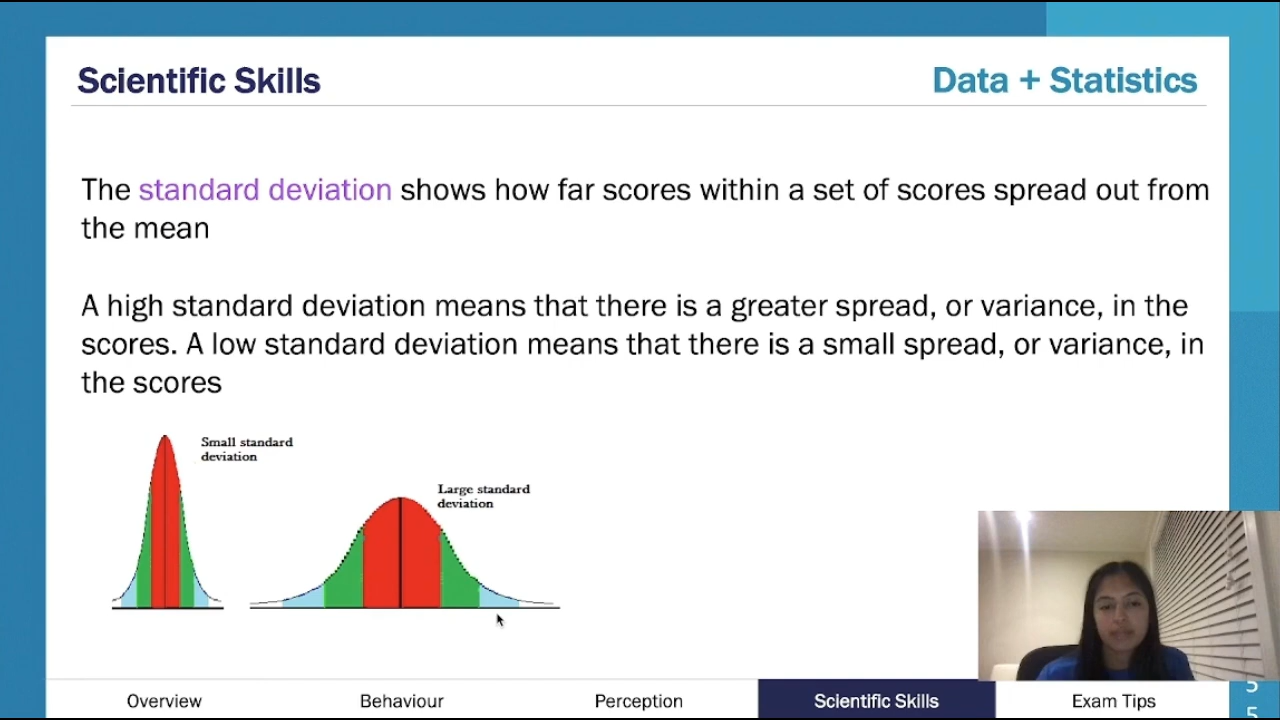 Scientific Skills
Data + Statistics
The standard deviation shows how far scores within a set of scores spread out from
the mean
A high standard deviation means that there is a greater spread, or variance, in the
scores. A low standard deviation means that there is a small spread, or variance, in
the scores
Small standard
deviation
Large standard
deviation
Overview
Behaviour
Perception
Scientific Skills
Exam Tips
5
5